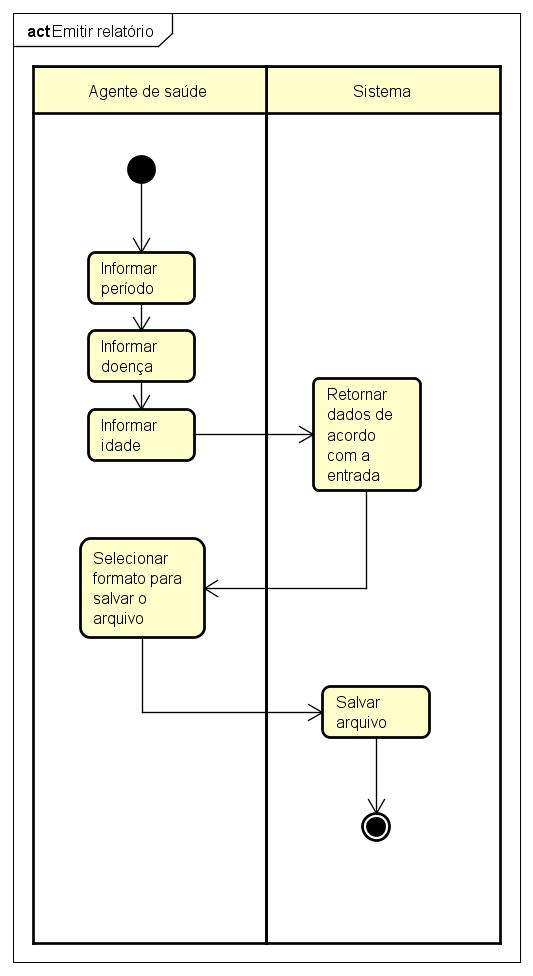 act Emitir relatório
Agente de saúde
Sistema
Informar
período
Informar
doença
Informar
idade
Retornar
dados de
acordo
com a
entrada
Selecionar
formato para
salvar o
arquivo
Salvar
arquivo